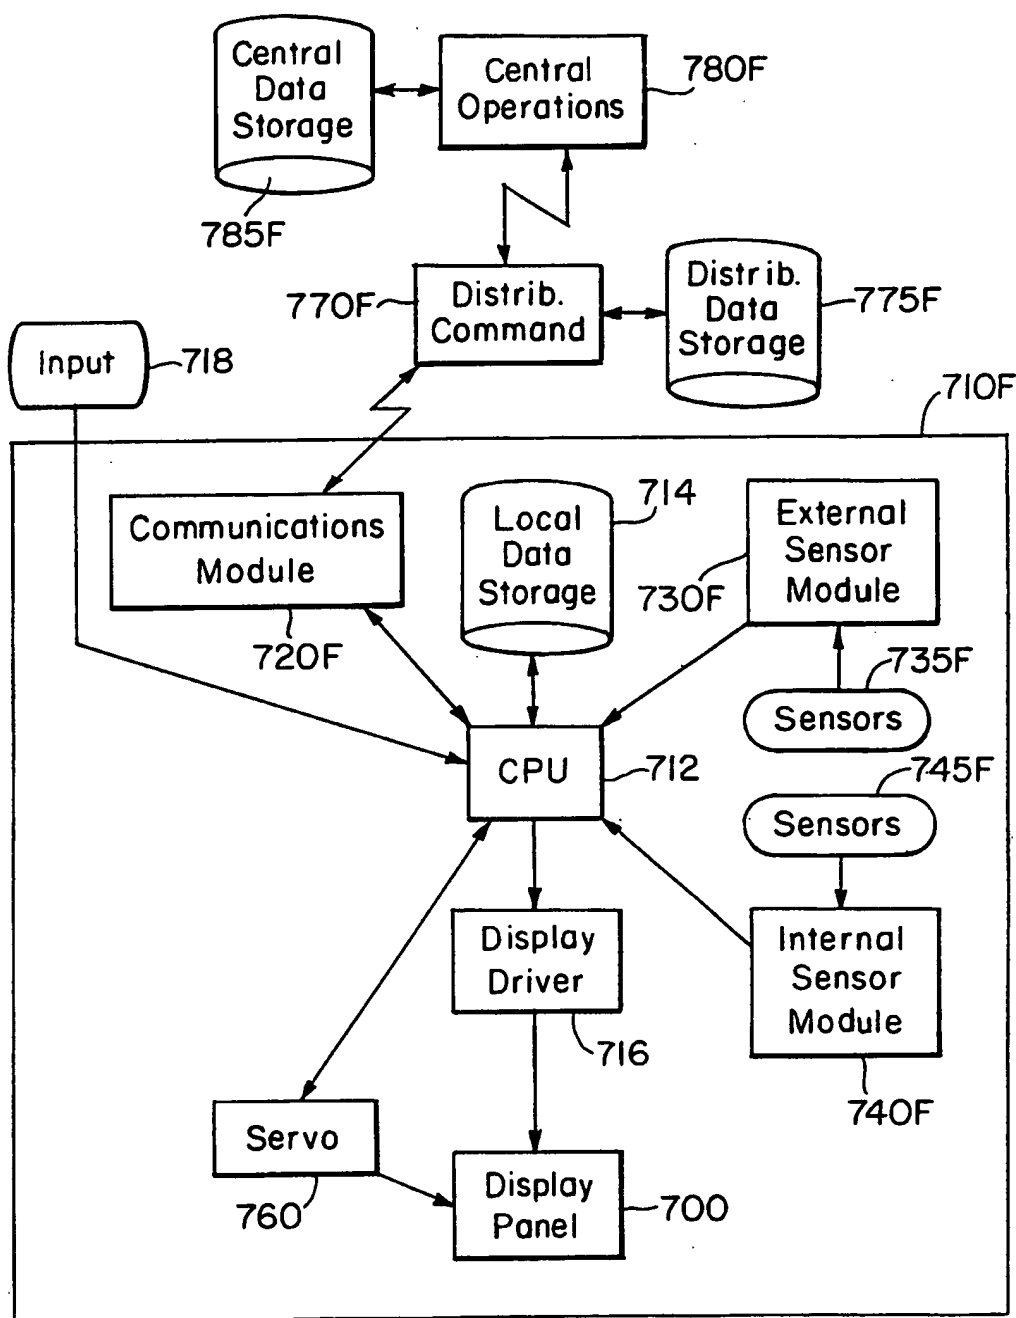 Central
Data
Storage
785F
Central
Operations
780F
770F
Distrib.
Command
Distrib.
Data
Storage
775F
Input
718
710F
Communications
Module
720F
Local
Data
Storage
714
External
Sensor
Module
730F
735F
Sensors
CPU
712
745F
Sensors
Display
Driver
716
Internal
Sensor
Module
740F
Servo
760
Display
Panel
700